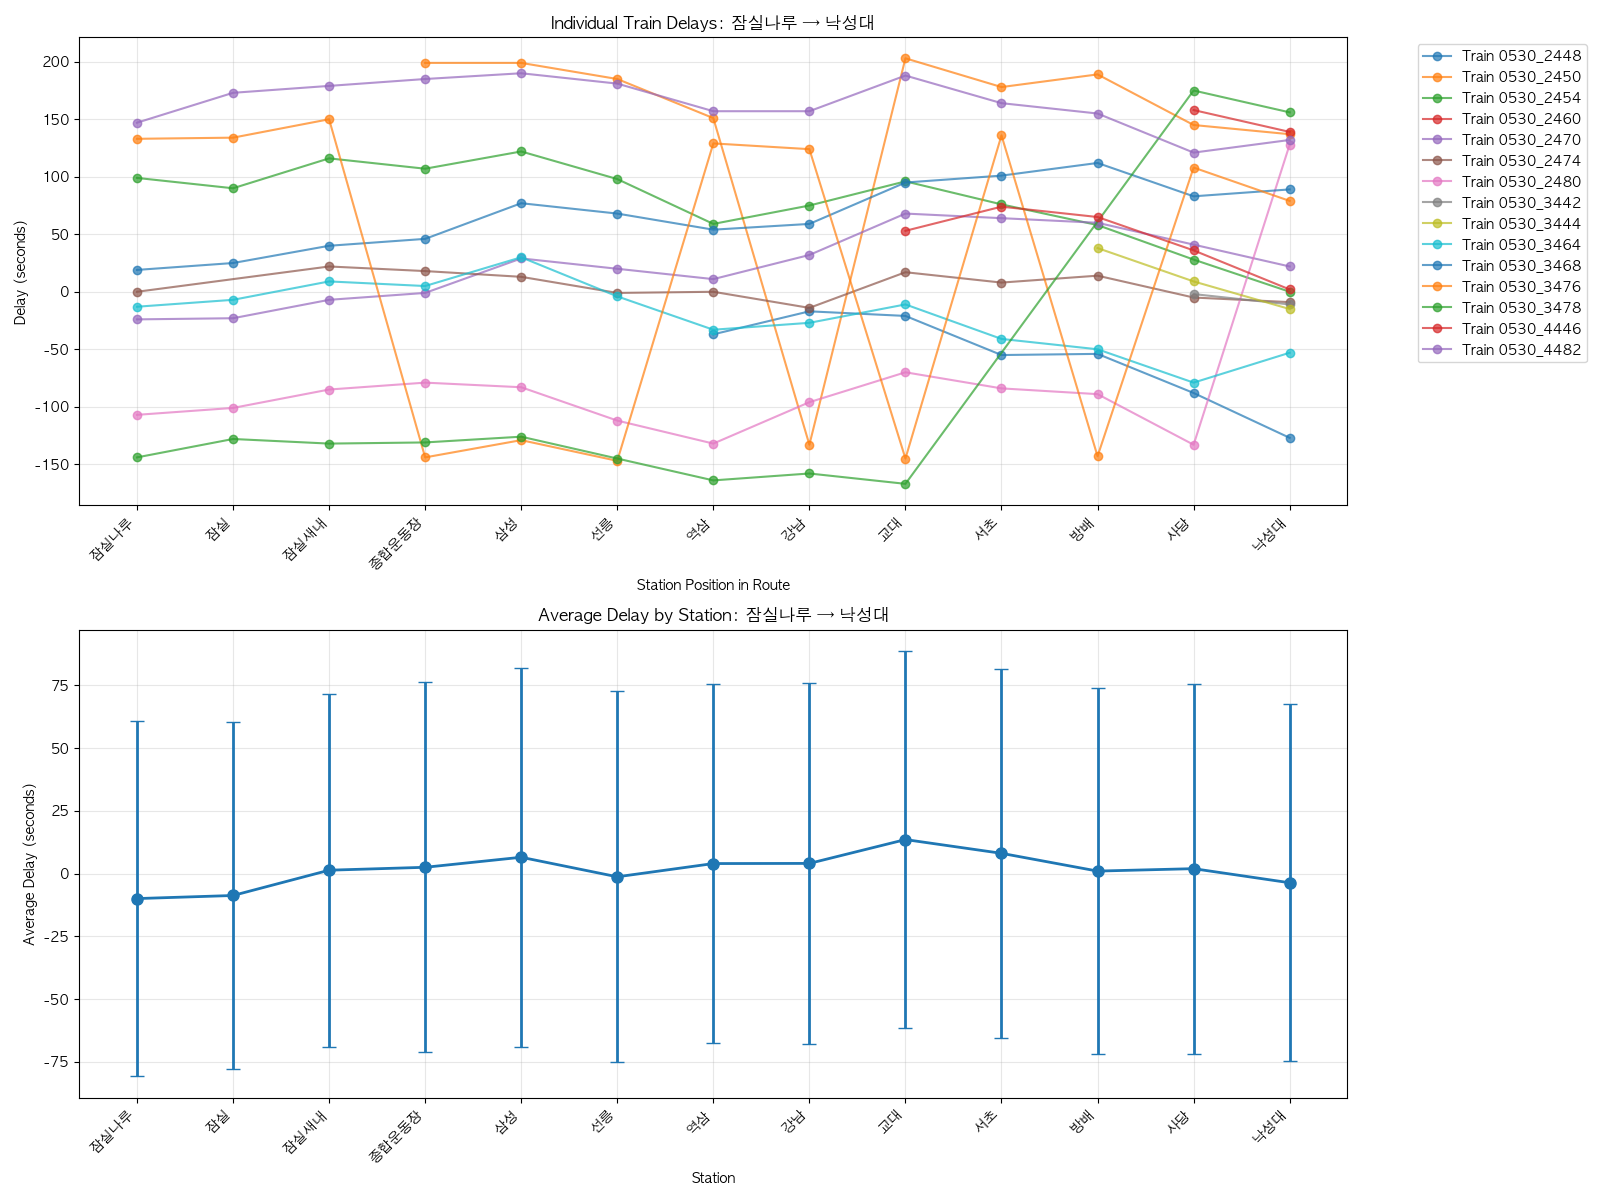 Individual Train Delays: 잠실나루 → 낙성대
Delay (seconds)
200
150
100
50
0
-50
-100
-150
잠실나루
잠실
잠실새내
종합운동장
삼성
선릉
역삼
강남
교대
서초
방배
사당
낙성대
Station Position in Route
Train 0530_2448
Train 0530_2450
Train 0530_2454
Train 0530_2460
Train 0530_2470
Train 0530_2474
Train 0530_2480
Train 0530_3442
Train 0530_3444
Train 0530_3464
Train 0530_3468
Train 0530_3476
Train 0530_3478
Train 0530_4446
Train 0530_4482
Average Delay by Station: 잠실나루 → 낙성대
Average Delay (seconds)
75
50
25
0
-25
-50
-75
잠실나루
잠실
잠실새내
종합운동장
삼성
선릉
역삼
강남
교대
서초
방배
사당
낙성대
Station